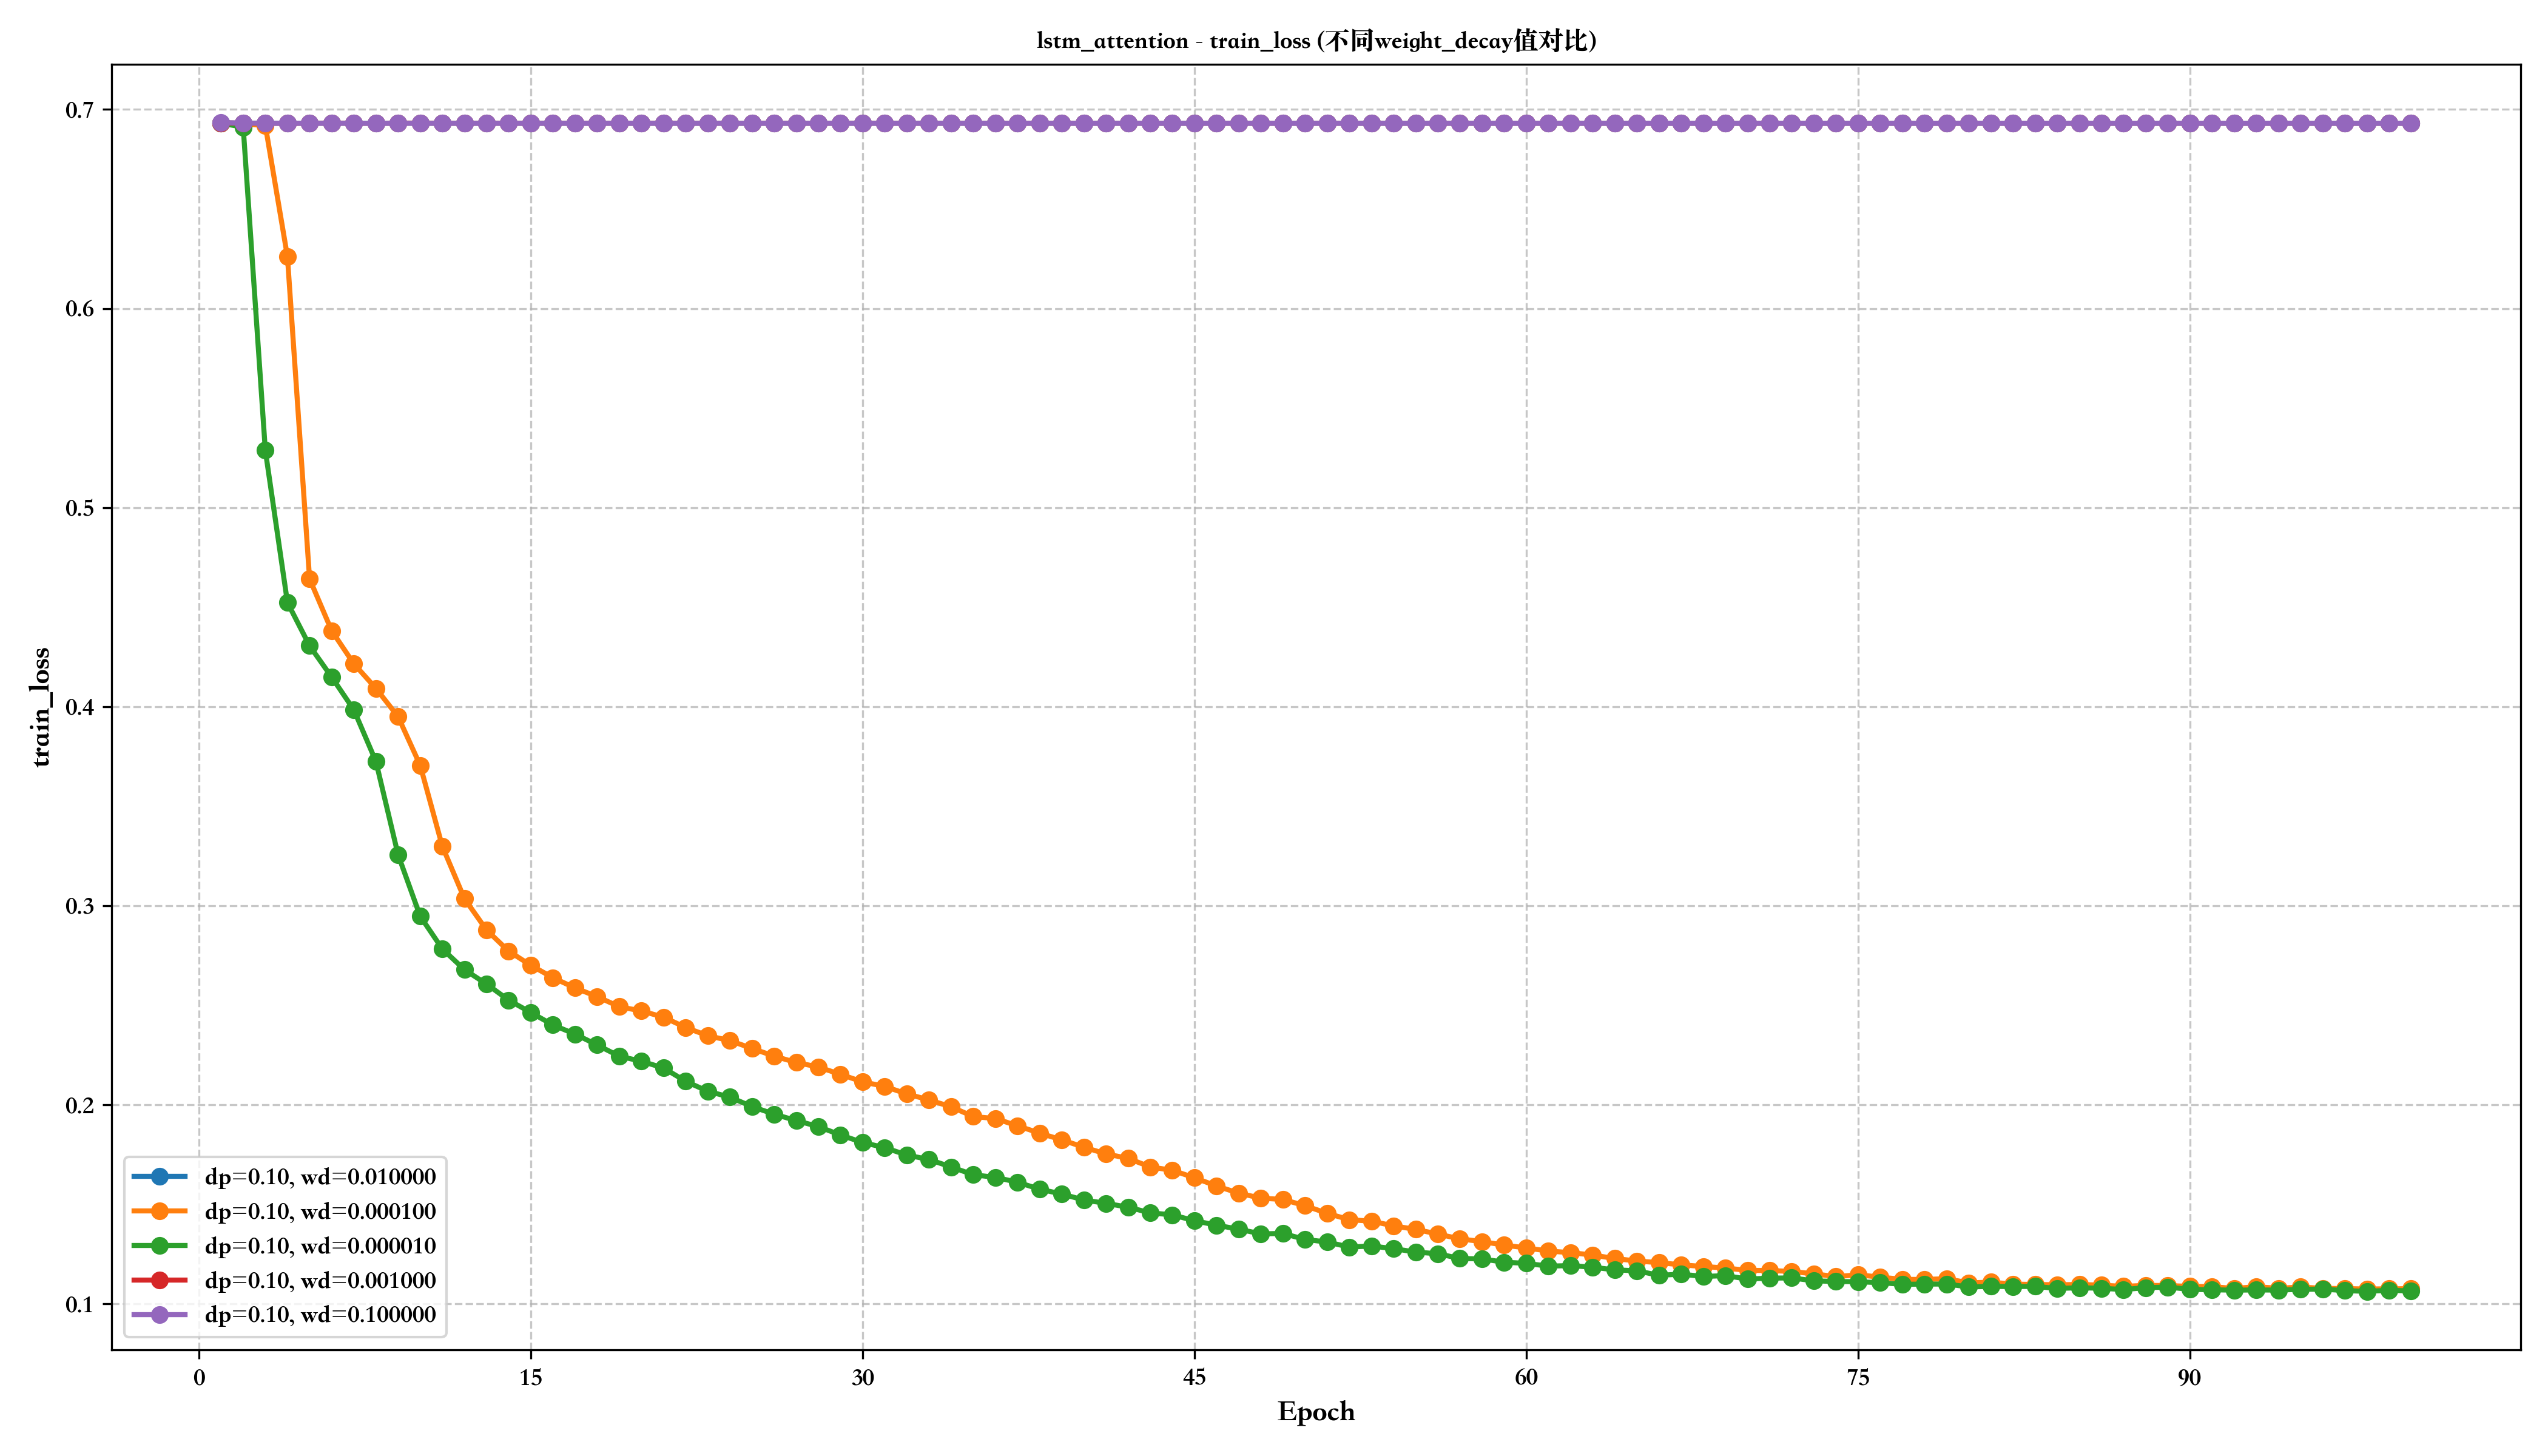 lstm_attention - train_loss (不同weight_decay值对比)
0.7
0.6
0.5
0.4
0.3
0.2
0.1
train_loss
dp=0.10, wd=0.010000
dp=0.10, wd=0.000100
dp=0.10, wd=0.000010
dp=0.10, wd=0.001000
dp=0.10, wd=0.100000
0 15 30 45 60 75 90
Epoch